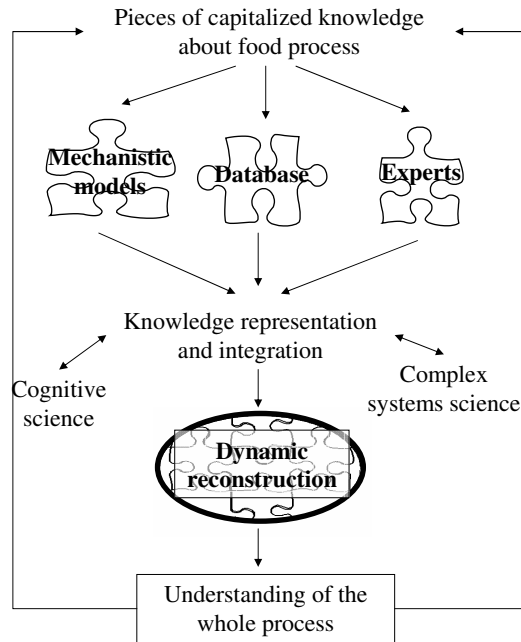 Pieces of capitalized knowledge
about food process
Mechanistic
models
Database
Experts
Knowledge representation
and integration
Cognitive
science
Complex
systems science
Dynamic
reconstruction
Understanding of the
whole process